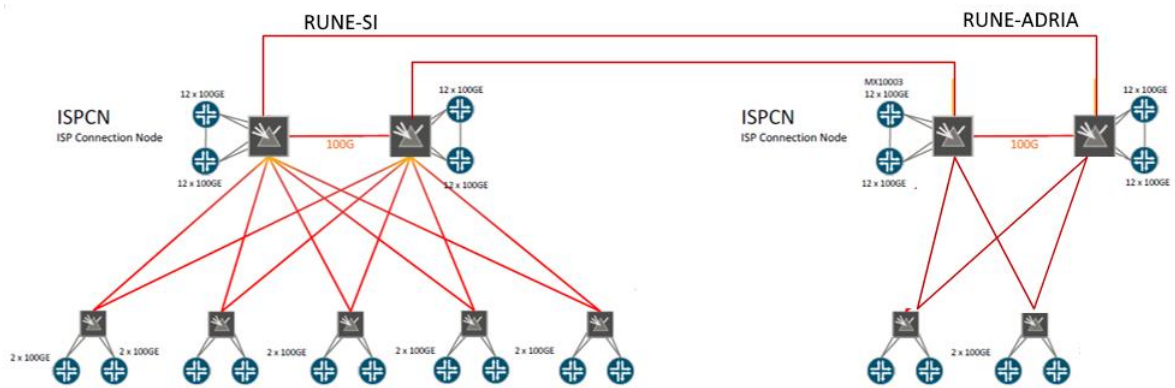 RUNE-SI
RUNE-ADRIA
ISPCN
ISP Connection Node
12 x 100GE
12 x 100GE
12 x 100GE
12 x 100GE
100G
ISPCN
ISP Connection Node
MX10003
12 x 100GE
12 x 100GE
12 x 100GE
12 x 100GE
100G
2 x 100GE
2 x 100GE
2 x 100GE
2 x 100GE
2 x 100GE
2 x 100GE